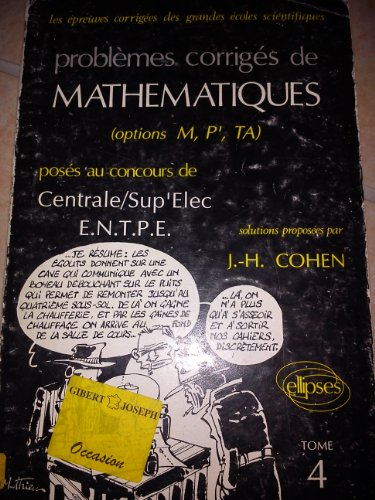 les épreuves corrigées des grandes écoles scientifiques
problèmes corrigés de
MATHEMATIQUES
(options M, P', TA)
posés au concours de
Centrale/Sup'Elec
E.N.T.P.E.
solutions proposées par
J.-H. COHEN
...JE RÉSUME: LES
ÉGOUTS DONNENT SUR UNE
CAVE QUI COMMUNIQUE AVEC UN
BOYEAU DÉBOUCHANT SUR LE PUITS
QUI PERMET DE REMONTER JUSQU'AU
QUATRIÈME SOUS-SOL, DE LÀ ON GAGNE
LA CHAUFFERIE, ET PAR LES GAINES DE
CHAUFFAGE ON ARRIVE AU FOND
DE LA SALLE DE COURS...
...LÀ, ON
N'A PLUS
QU'À S'ASSEOIR
ET À SORTIR
NOS CAHIERS,
DISCRÈTEMENT.
GIBERT JOSEPH
Occasion
ellipses
TOME
4